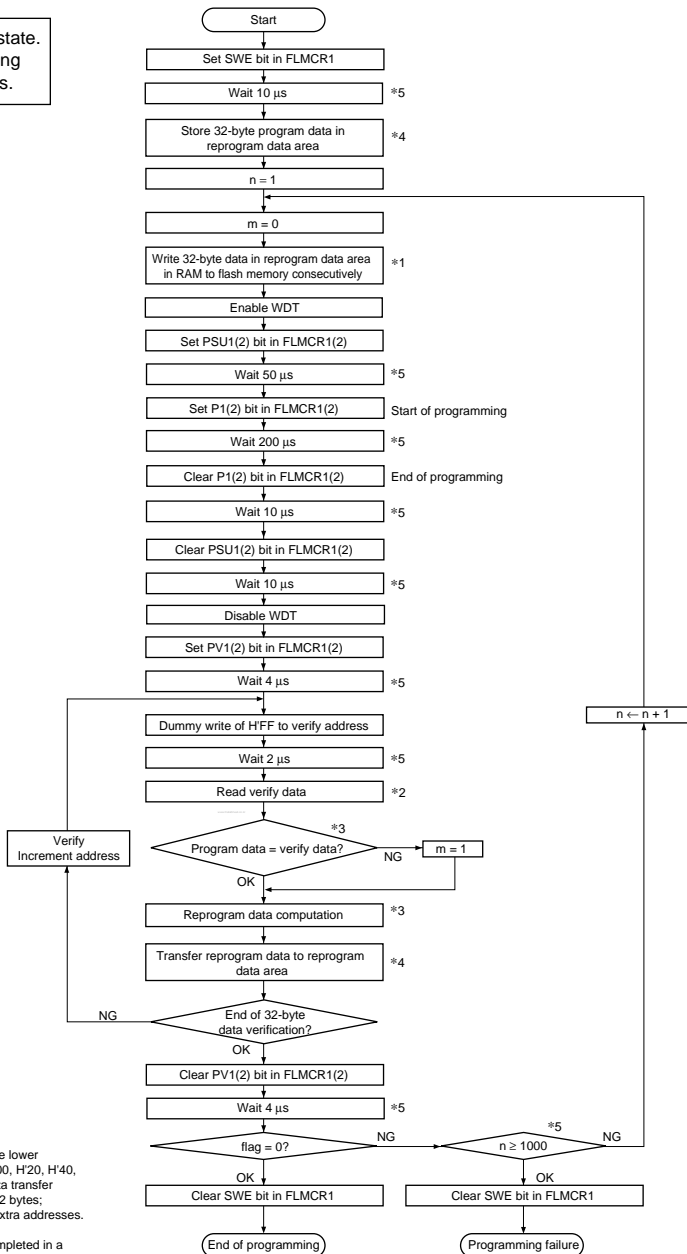 Start
state.
ng
s.
Set SWE bit in FLMCR1
Wait 10 µs
*5
Store 32-byte program data in
reprogram data area
*4
n = 1
m = 0
Write 32-byte data in reprogram data area
in RAM to flash memory consecutively
*1
Enable WDT
Set PSU1(2) bit in FLMCR1(2)
Wait 50 µs
*5
Set P1(2) bit in FLMCR1(2)
Start of programming
Wait 200 µs
*5
Clear P1(2) bit in FLMCR1(2)
End of programming
Wait 10 µs
*5
Clear PSU1(2) bit in FLMCR1(2)
Wait 10 µs
*5
Disable WDT
Set PV1(2) bit in FLMCR1(2)
Wait 4 µs
*5
Dummy write of H'FF to verify address
n ← n + 1
Wait 2 µs
*5
Read verify data
*2
*3
Verify
Increment address
Program data = verify data?
NG
m = 1
OK
Reprogram data computation
*3
Transfer reprogram data to reprogram
data area
*4
NG
End of 32-byte
data verification?
OK
Clear PV1(2) bit in FLMCR1(2)
Wait 4 µs
*5
*5
flag = 0?
NG
n ≥ 1000
NG
OK
OK
Clear SWE bit in FLMCR1
Clear SWE bit in FLMCR1
End of programming
Programming failure
e lower
00, H'20, H'40,
ta transfer
2 bytes;
xtra addresses.
mpleted in a